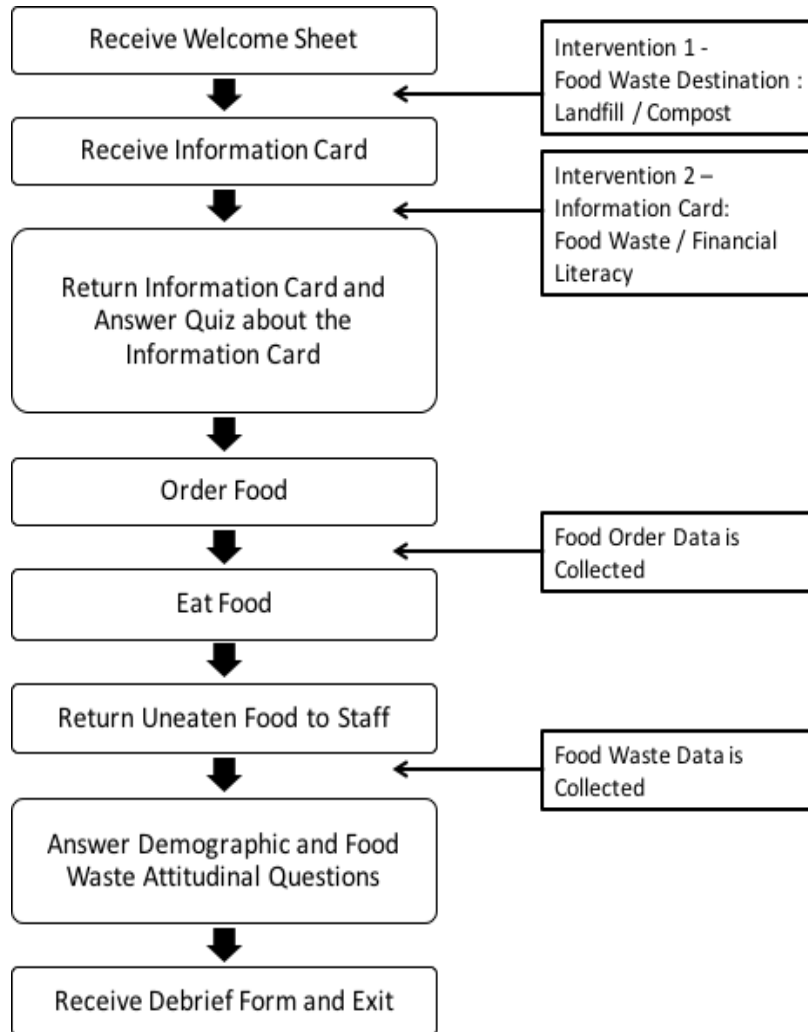 Receive Welcome Sheet
Intervention 1 -
Food Waste Destination :
Landfill / Compost
Receive Information Card
Intervention 2 –
Information Card:
Food Waste / Financial
Literacy
Return Information Card and
Answer Quiz about the
Information Card
Order Food
Food Order Data is
Collected
Eat Food
Return Uneaten Food to Staff
Food Waste Data is
Collected
Answer Demographic and Food
Waste Attitudinal Questions
Receive Debrief Form and Exit